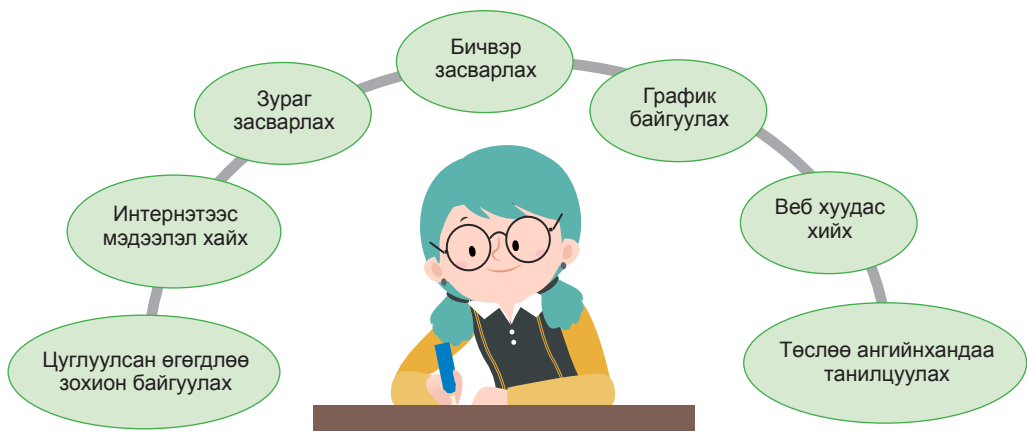 Бичвэр
засварлах
Зураг
засварлах
График
байгуулах
Интернэтээс
мэдээлэл хайх
Веб хуудас
хийх
Цуглуулсан өгөгдлөө
зохион байгуулах
Төслөө ангийнхандаа
танилцуулах